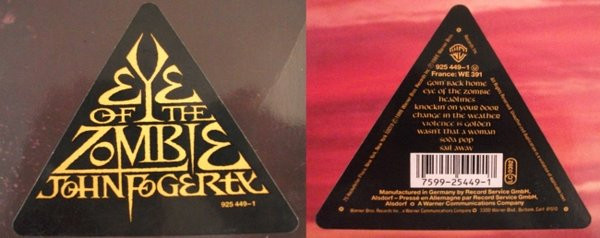 EYE
OF THE
ZOMBIE
JOHN FOGERTY
925 449-1
925 449-1 Ⓤ
France: WE 391
goin' back home
eye of the zombie
headlines
knockin' on your door
change in the weather
violence is golden
wasn't that a woman
soda pop
sail away
7599-25449-1
Manufactured in Germany by Record Service GmbH,
Alsdorf – Pressé en Allemagne par Record Service GmbH,
Alsdorf A Warner Communications Company